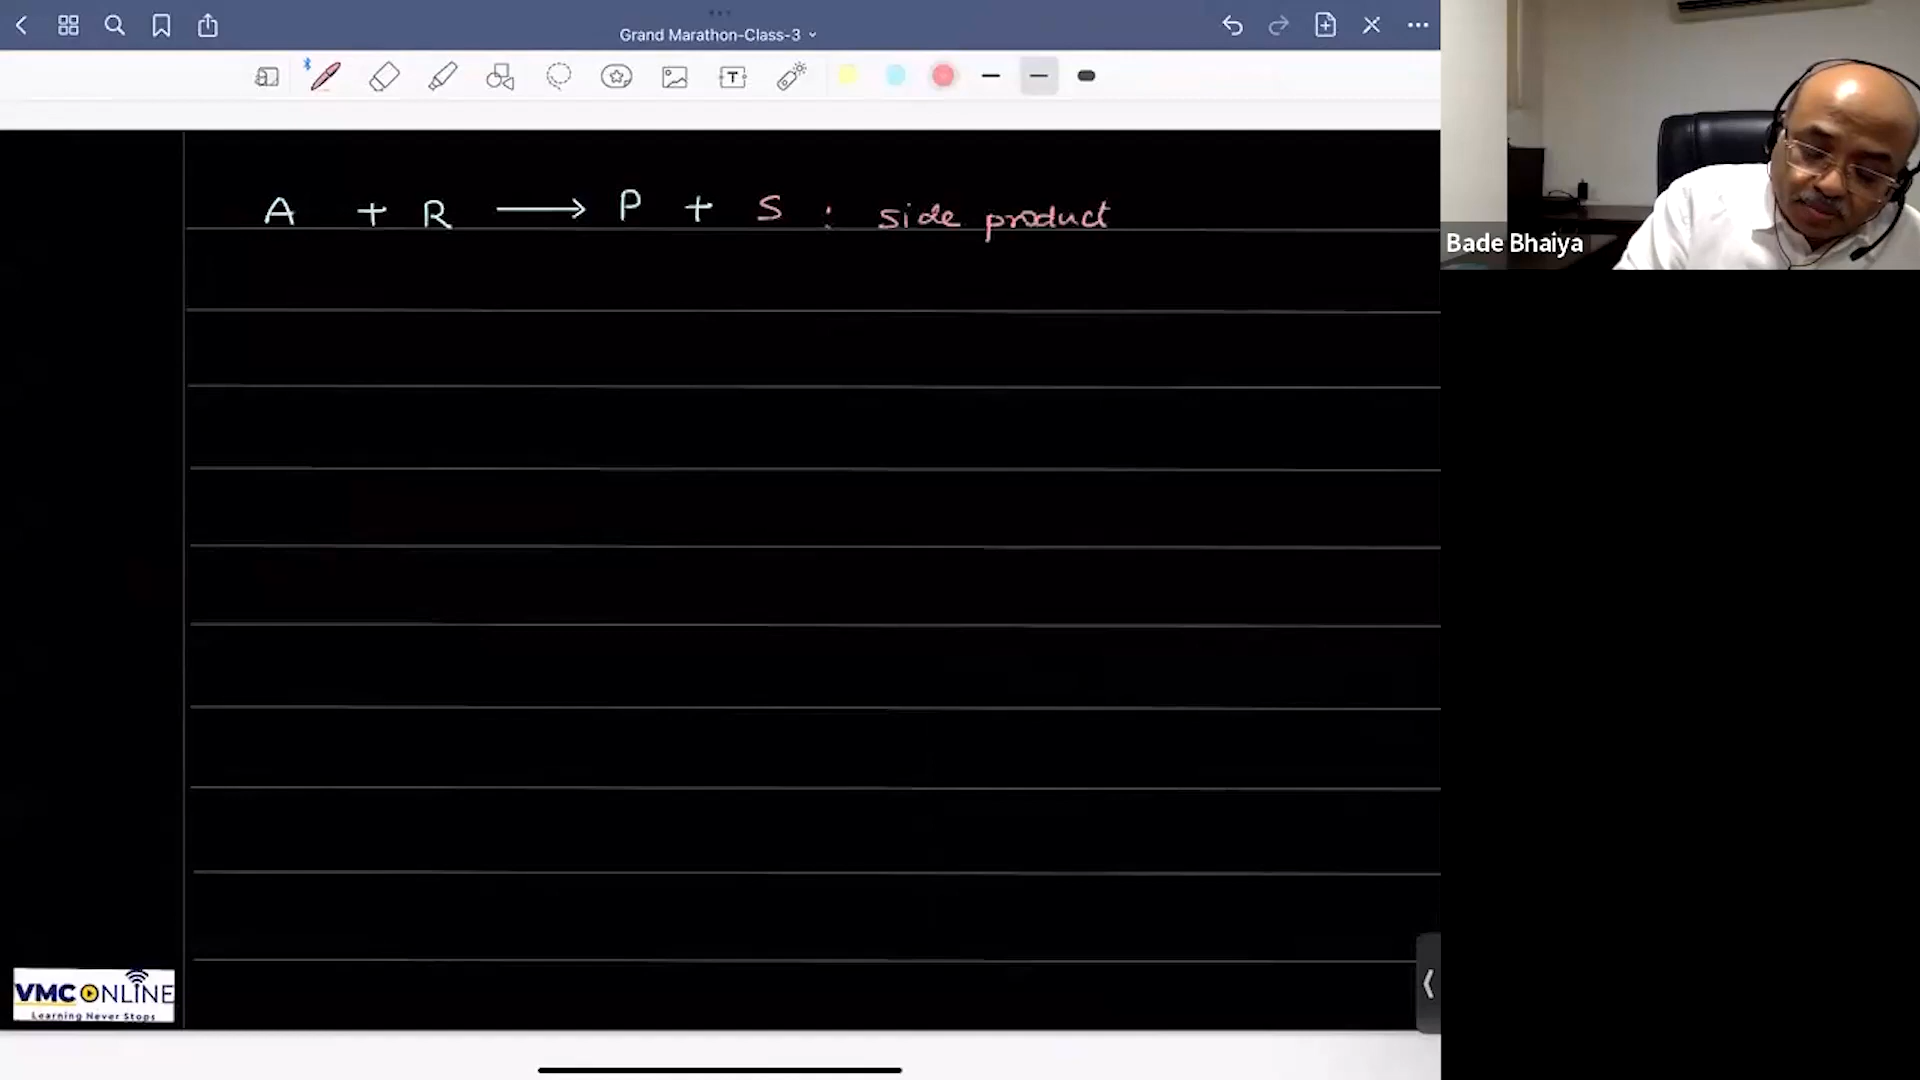 Grand Marathon-Class-3
A + R ⟶ P + S : side product
Bade Bhaiya
VMC ONLINE
Learning Never Stops